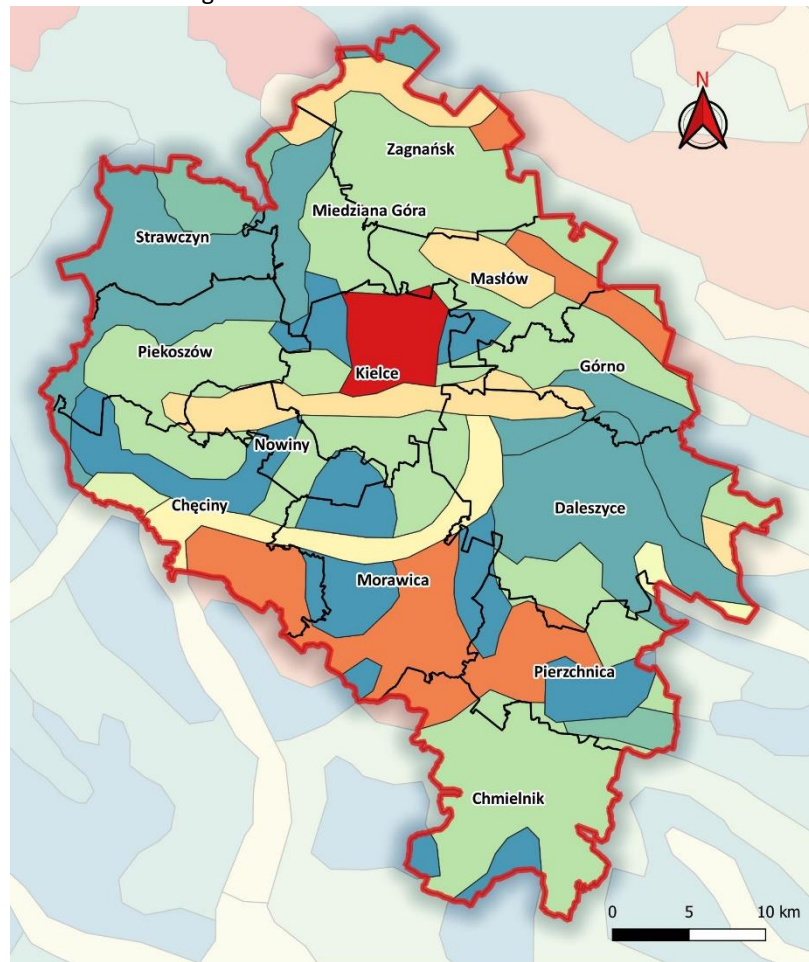 N
Zagnańsk
Miedziana Góra
Strawczyn
Masłów
Piekoszów
Kielce
Górno
Nowiny
Chęciny
Daleszyce
Morawica
Pierzchnica
Chmielnik
0 5 10 km